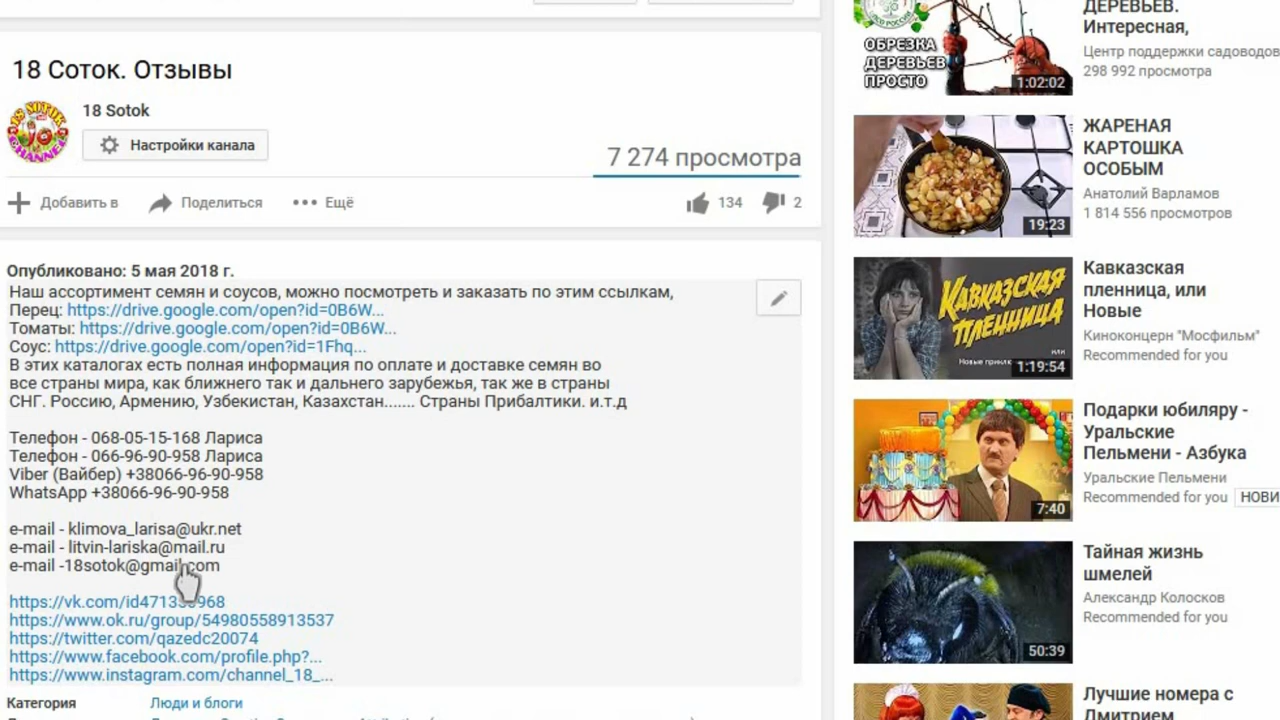 18 Соток. Отзывы
18 Sotok
Настройки канала
7 274 просмотра
Добавить в
Поделиться
Ещё
134
2
Опубликовано: 5 мая 2018 г.
Наш ассортимент семян и соусов, можно посмотреть и заказать по этим ссылкам,
Перец: https://drive.google.com/open?id=0B6W...
Томаты: https://drive.google.com/open?id=0B6W...
Соус: https://drive.google.com/open?id=1Fhq...
В этих каталогах есть полная информация по оплате и доставке семян во
все страны мира, как ближнего так и дальнего зарубежья, так же в страны
СНГ. Россию, Армению, Узбекистан, Казахстан....... Страны Прибалтики. и.т.д
Телефон - 068-05-15-168 Лариса
Телефон - 066-96-90-958 Лариса
Viber (Вайбер) +38066-96-90-958
WhatsApp +38066-96-90-958
e-mail - klimova_larisa@ukr.net
e-mail - litvin-lariska@mail.ru
e-mail -18sotok@gmail.com
https://www.ok.ru/group/54980558913537
https://twitter.com/qazedc20074
https://www.facebook.com/profile.php?...
https://www.instagram.com/channel_18_...
Категория
Люди и блоги
ДЕРЕВЬЕВ.
Интересная,
Центр поддержки садоводов
298 992 просмотра
ОБРЕЗКА
ДЕРЕВЬЕВ
ПРОСТО
1:02:02
ЖАРЕНАЯ
КАРТОШКА
ОСОБЫМ
Анатолий Варламов
1 814 556 просмотров
19:23
Кавказская
пленница, или
Новые
Киноконцерн "Мосфильм"
Recommended for you
КАВКАЗСКАЯ
ПЛЕННИЦА
или
1:19:54
Подарки юбиляру -
Уральские
Пельмени - Азбука
Уральские Пельмени
Recommended for you
НОВИ
7:40
Тайная жизнь
шмелей
Александр Колосков
Recommended for you
50:39
Лучшие номера с
Дмитрием